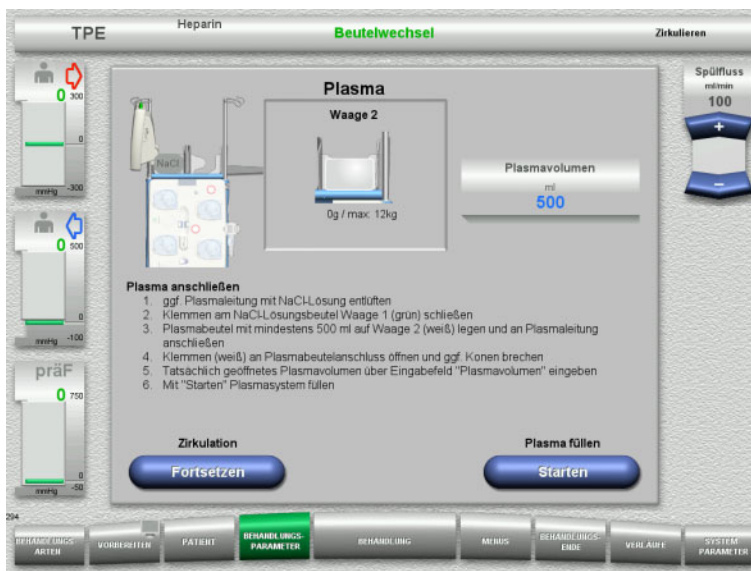 TPE
Heparin
Beutelwechsel
Zirkulieren
0
300
0
mmHg
-300
0
500
0
mmHg
-100
präF
0
750
0
mmHg
-50
Plasma
Waage 2
NaCl
0g / max: 12kg
Plasmavolumen
ml
500
Spülfluss
ml/min
100
+
–
Plasma anschließen
1. ggf. Plasmaleitung mit NaCl-Lösung entlüften
2. Klemmen am NaCl-Lösungsbeutel Waage 1 (grün) schließen
3. Plasmabeutel mit mindestens 500 ml auf Waage 2 (weiß) legen und an Plasmaleitung
anschließen
4. Klemmen (weiß) an Plasmabeutelanschluss öffnen und ggf. Konen brechen
5. Tatsächlich geöffnetes Plasmavolumen über Eingabefeld "Plasmavolumen" eingeben
6. Mit "Starten" Plasmasystem füllen
Zirkulation
Fortsetzen
Plasma füllen
Starten
294
BEHANDLUNGS-
ARTEN
VORBEREITEN
PATIENT
BEHANDLUNGS-
PARAMETER
BEHANDLUNG
MENUS
BEHANDLUNGS-
ENDE
VERLÄUFE
SYSTEM
PARAMETER